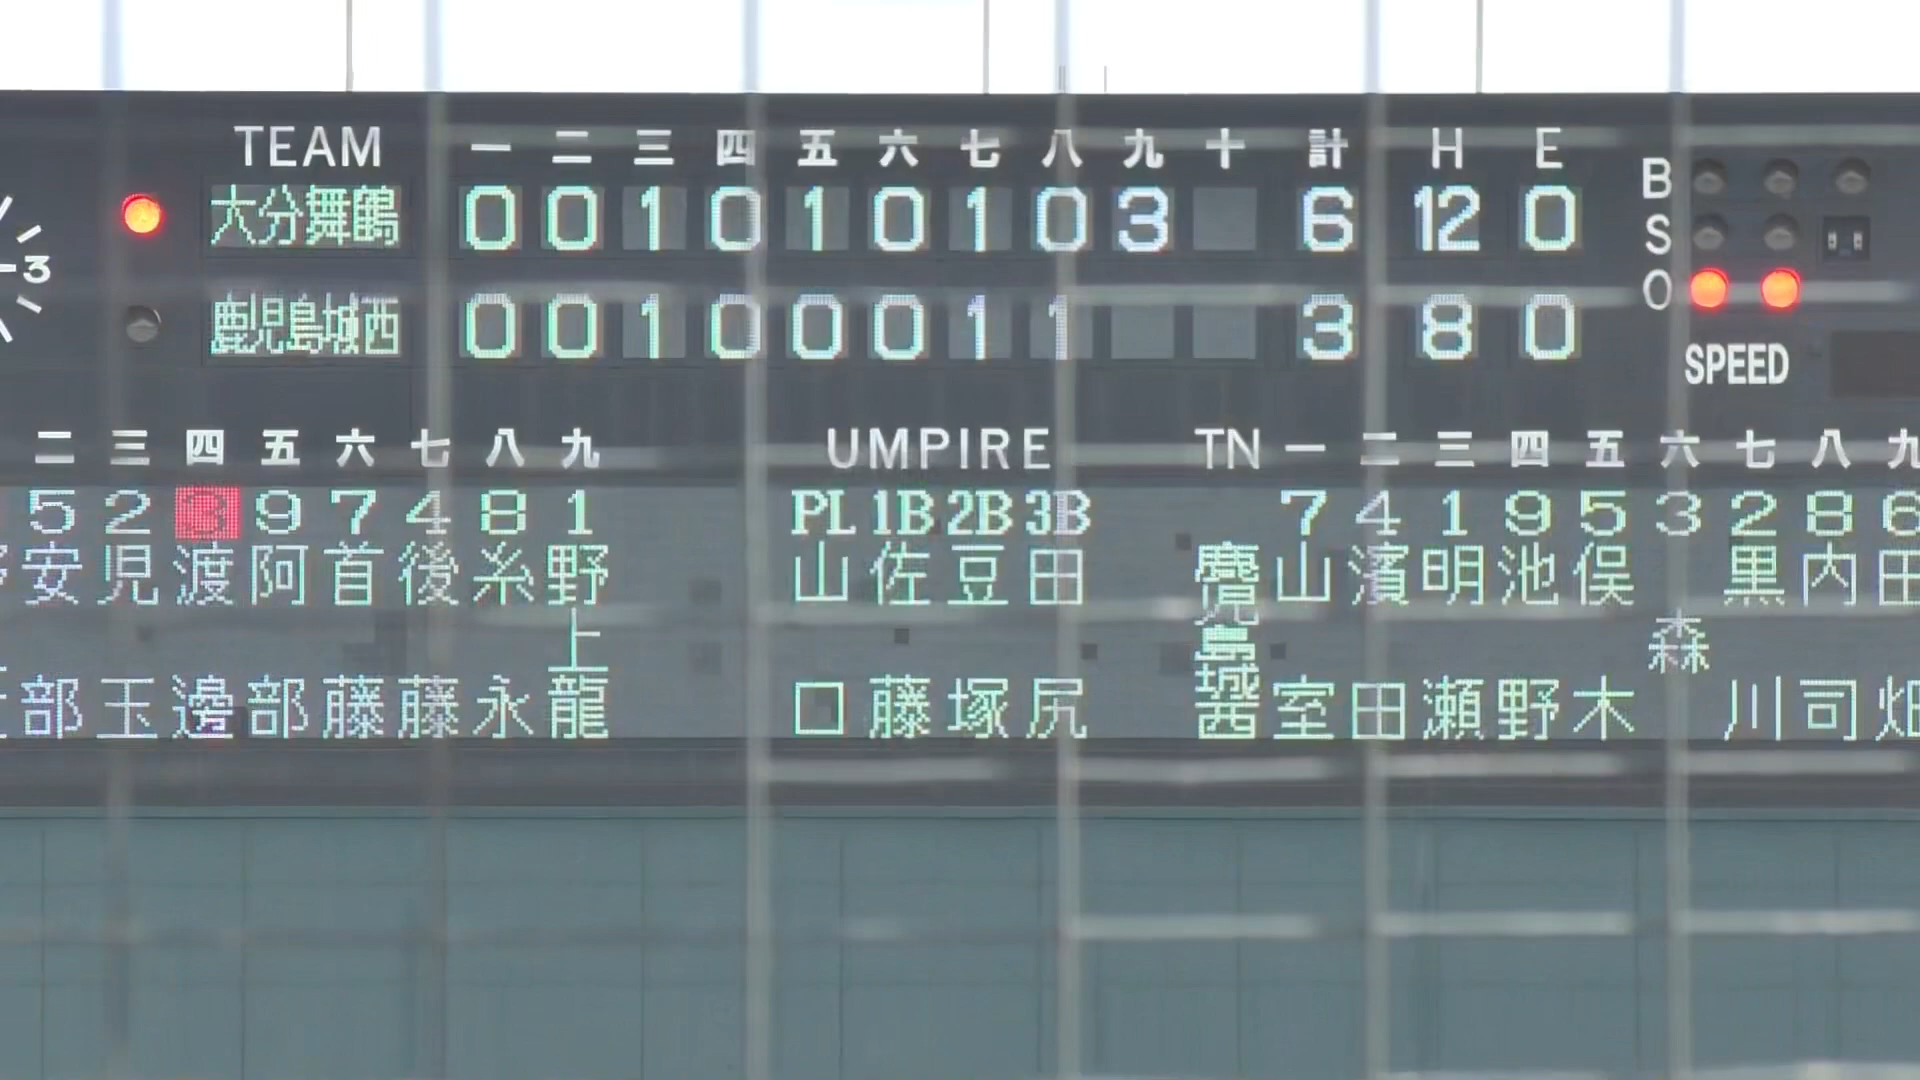 TEAM 一 二 三 四 五 六 七 八 九 十 計 H E
大分舞鶴 0 0 1 0 1 0 1 0 3 6 12 0
鹿児島城西 0 0 1 0 0 0 1 1 3 8 0
B
S
O
SPEED
3
二 三 四 五 六 七 八 九
5 2 3 9 7 4 8 1
安部
児玉
渡邊
阿部
首藤
後藤
糸永
野上龍
UMPIRE
PL 1B 2B 3B
山口
佐藤
豆塚
田尻
TN 一 二 三 四 五 六 七 八 九
7 4 1 9 5 3 2 8 6
鹿児島城西
山室
濱田
明瀬
池野
俣木
森
黒川
内司
田畑